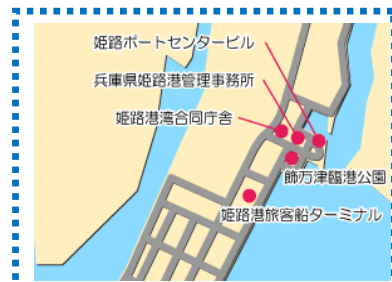 姫路ポートセンタービル
兵庫県姫路港管理事務所
姫路港湾合同庁舎
飾万津臨港公園
姫路港旅客船ターミナル